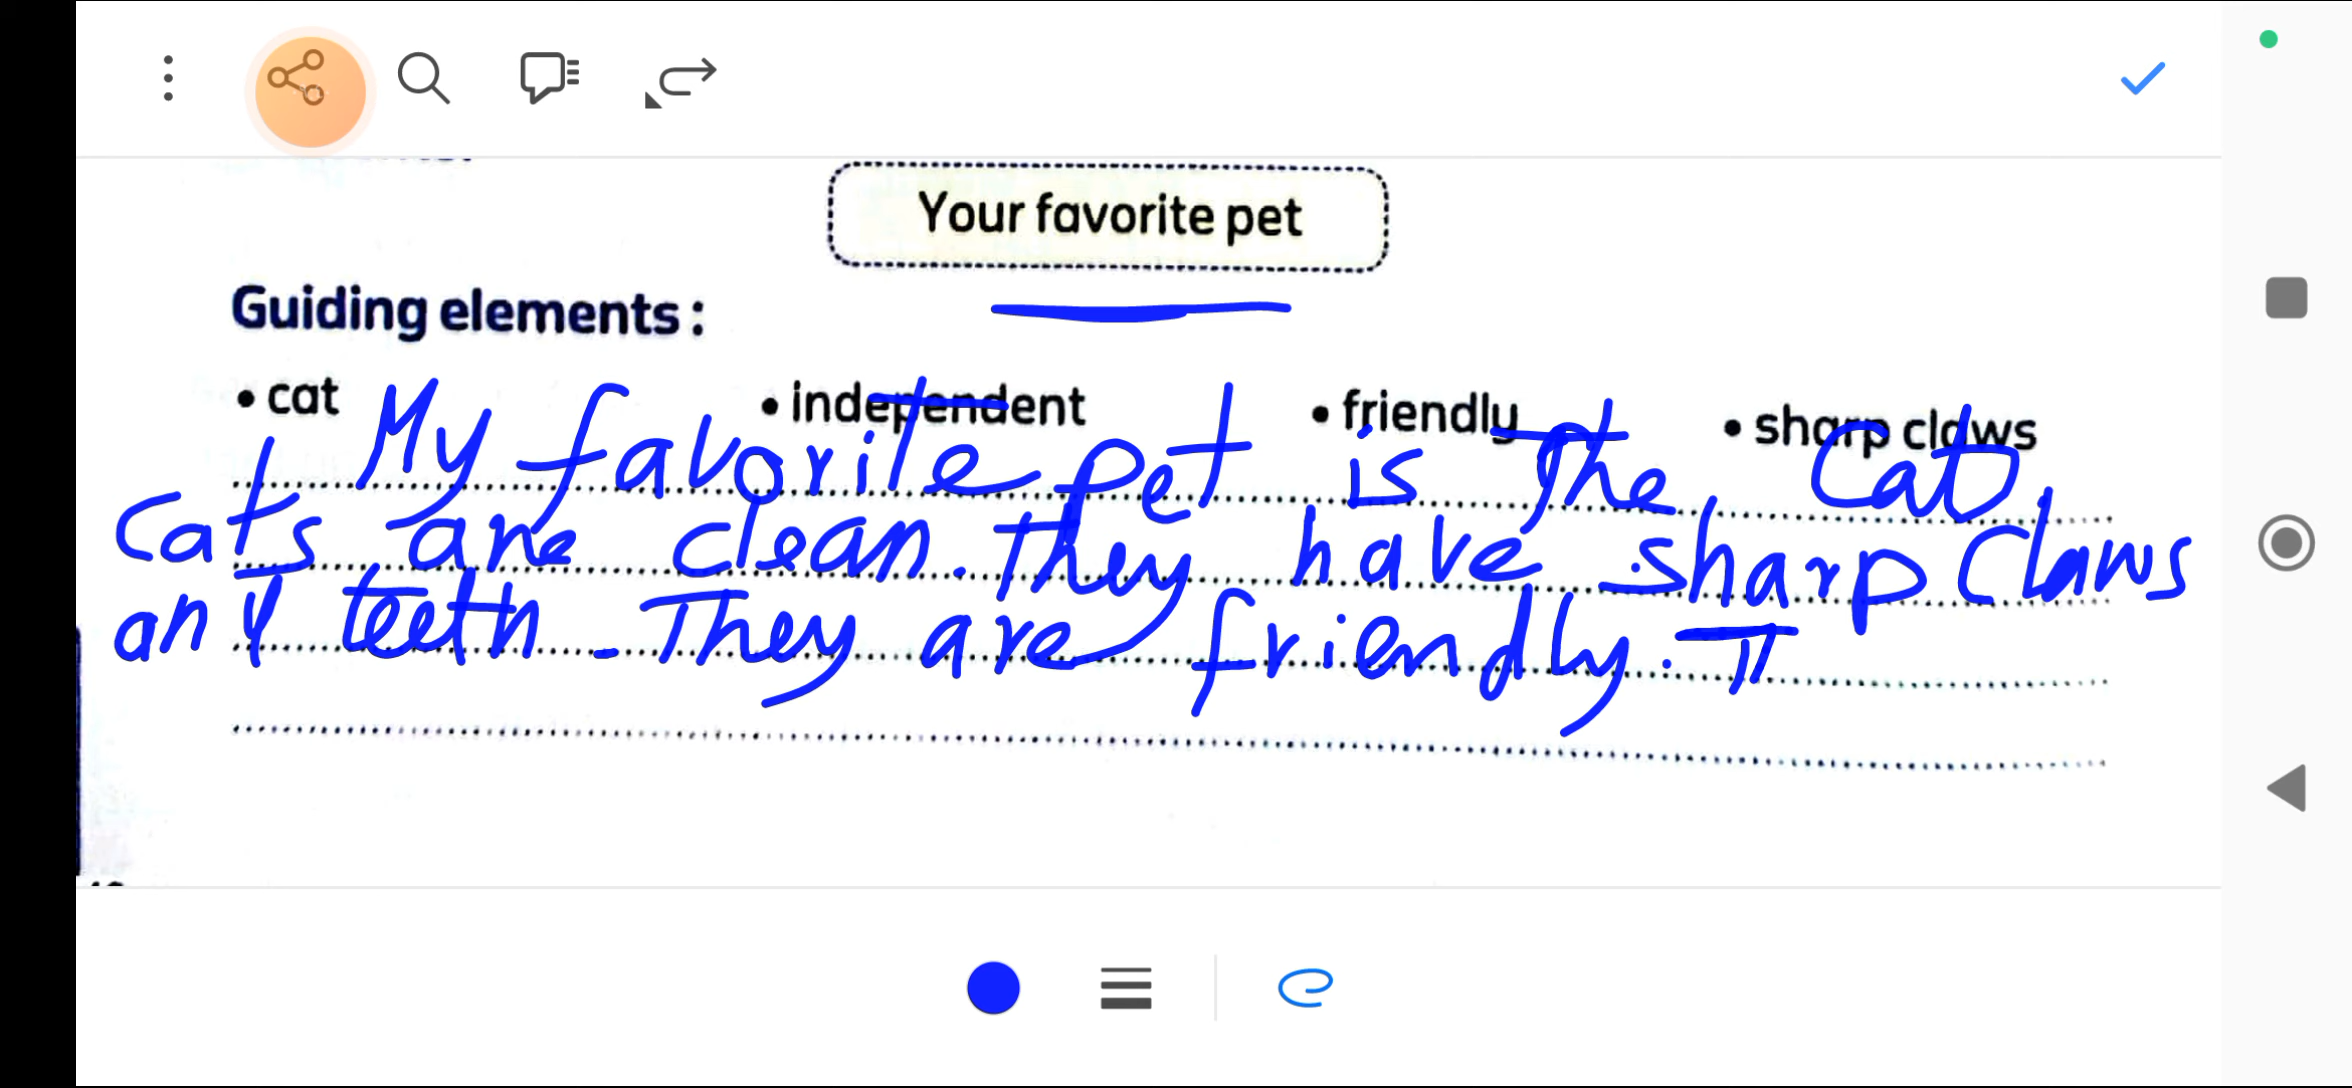 Your favorite pet
Guiding elements :
• cat • independent • friendly • sharp claws
My favorite pet is the Cat.
Cats are clean. They have sharp Claws
and teeth. They are friendly. T